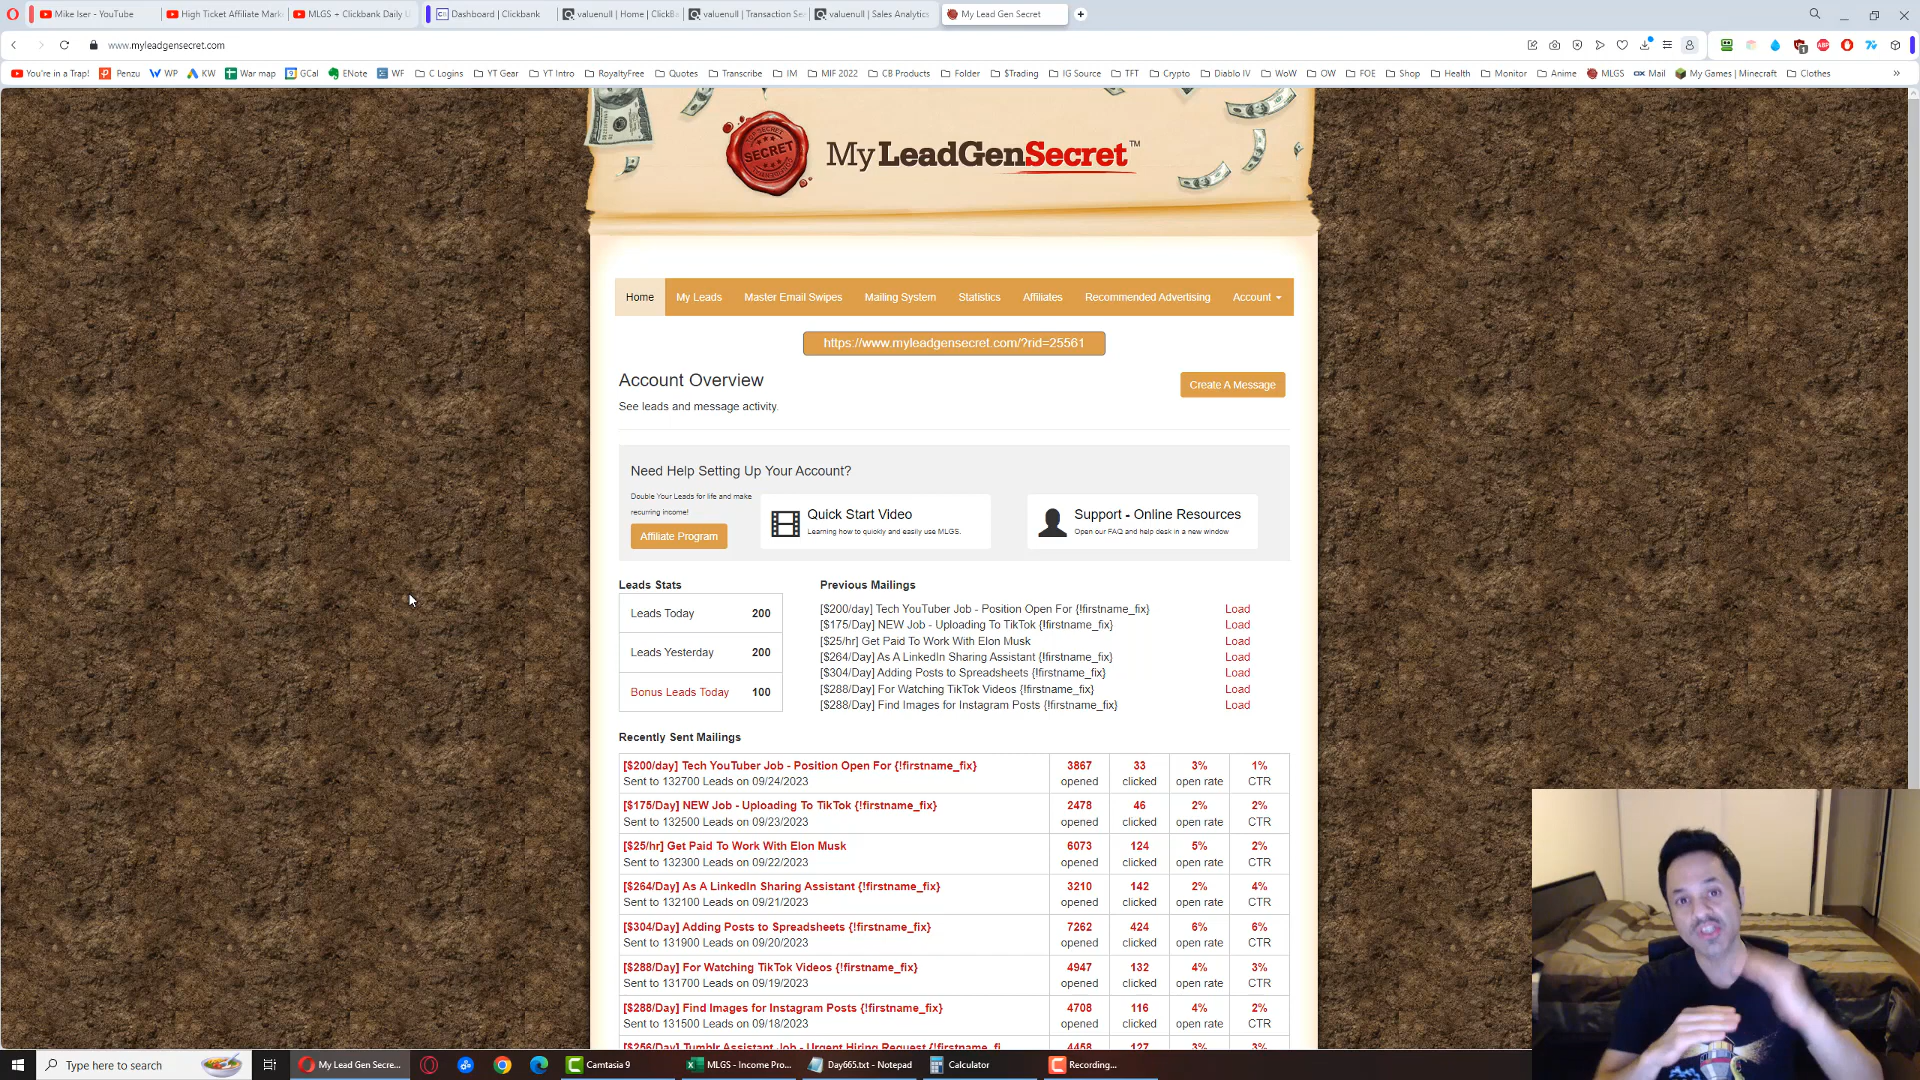 Mike Iser - YouTube
High Ticket Affiliate Mark
MLGS + Clickbank Daily U
Dashboard | Clickbank
valuenull | Home | ClickBa
valuenull | Transaction Se
valuenull | Sales Analytics
My Lead Gen Secret
www.myleadgensecret.com
You're in a Trap!
Penzu
WP
KW
War map
GCal
ENote
WF
C Logins
YT Gear
YT Intro
RoyaltyFree
Quotes
Transcribe
IM
MIF 2022
CB Products
Folder
$Trading
IG Source
TFT
Crypto
Diablo IV
WoW
OW
FOE
Shop
Health
Monitor
Anime
MLGS
Mail
My Games | Minecraft
Clothes
SECRET
My LeadGenSecret™
Home
My Leads
Master Email Swipes
Mailing System
Statistics
Affiliates
Recommended Advertising
Account
https://www.myleadgensecret.com/?rid=25561
Account Overview
Create A Message
See leads and message activity.
Need Help Setting Up Your Account?
Double Your Leads for life and make
recurring income!
Affiliate Program
Quick Start Video
Learning how to quickly and easily use MLGS.
Support - Online Resources
Open our FAQ and help desk in a new window
Leads Stats
Leads Today 200
Leads Yesterday 200
Bonus Leads Today 100
Previous Mailings
[$200/day] Tech YouTuber Job - Position Open For {!firstname_fix} Load
[$175/Day] NEW Job - Uploading To TikTok {!firstname_fix} Load
[$25/hr] Get Paid To Work With Elon Musk Load
[$264/Day] As A LinkedIn Sharing Assistant {!firstname_fix} Load
[$304/Day] Adding Posts to Spreadsheets {!firstname_fix} Load
[$288/Day] For Watching TikTok Videos {!firstname_fix} Load
[$288/Day] Find Images for Instagram Posts {!firstname_fix} Load
Recently Sent Mailings
[$200/day] Tech YouTuber Job - Position Open For {!firstname_fix} 3867 33 3% 1%
Sent to 132700 Leads on 09/24/2023 opened clicked open rate CTR
[$175/Day] NEW Job - Uploading To TikTok {!firstname_fix} 2478 46 2% 2%
Sent to 132500 Leads on 09/23/2023 opened clicked open rate CTR
[$25/hr] Get Paid To Work With Elon Musk 6073 124 5% 2%
Sent to 132300 Leads on 09/22/2023 opened clicked open rate CTR
[$264/Day] As A LinkedIn Sharing Assistant {!firstname_fix} 3210 142 2% 4%
Sent to 132100 Leads on 09/21/2023 opened clicked open rate CTR
[$304/Day] Adding Posts to Spreadsheets {!firstname_fix} 7262 424 6% 6%
Sent to 131900 Leads on 09/20/2023 opened clicked open rate CTR
[$288/Day] For Watching TikTok Videos {!firstname_fix} 4947 132 4% 3%
Sent to 131700 Leads on 09/19/2023 opened clicked open rate CTR
[$288/Day] Find Images for Instagram Posts {!firstname_fix} 4708 116 4% 2%
Sent to 131500 Leads on 09/18/2023 opened clicked open rate CTR
[$256/Day] Tumblr Assistant Job - Urgent Hiring Request {!firstname_fi 4458 127 3% 3%
Type here to search
My Lead Gen Secre...
Camtasia 9
MLGS - Income Pro...
Day665.txt - Notepad
Calculator
Recording...